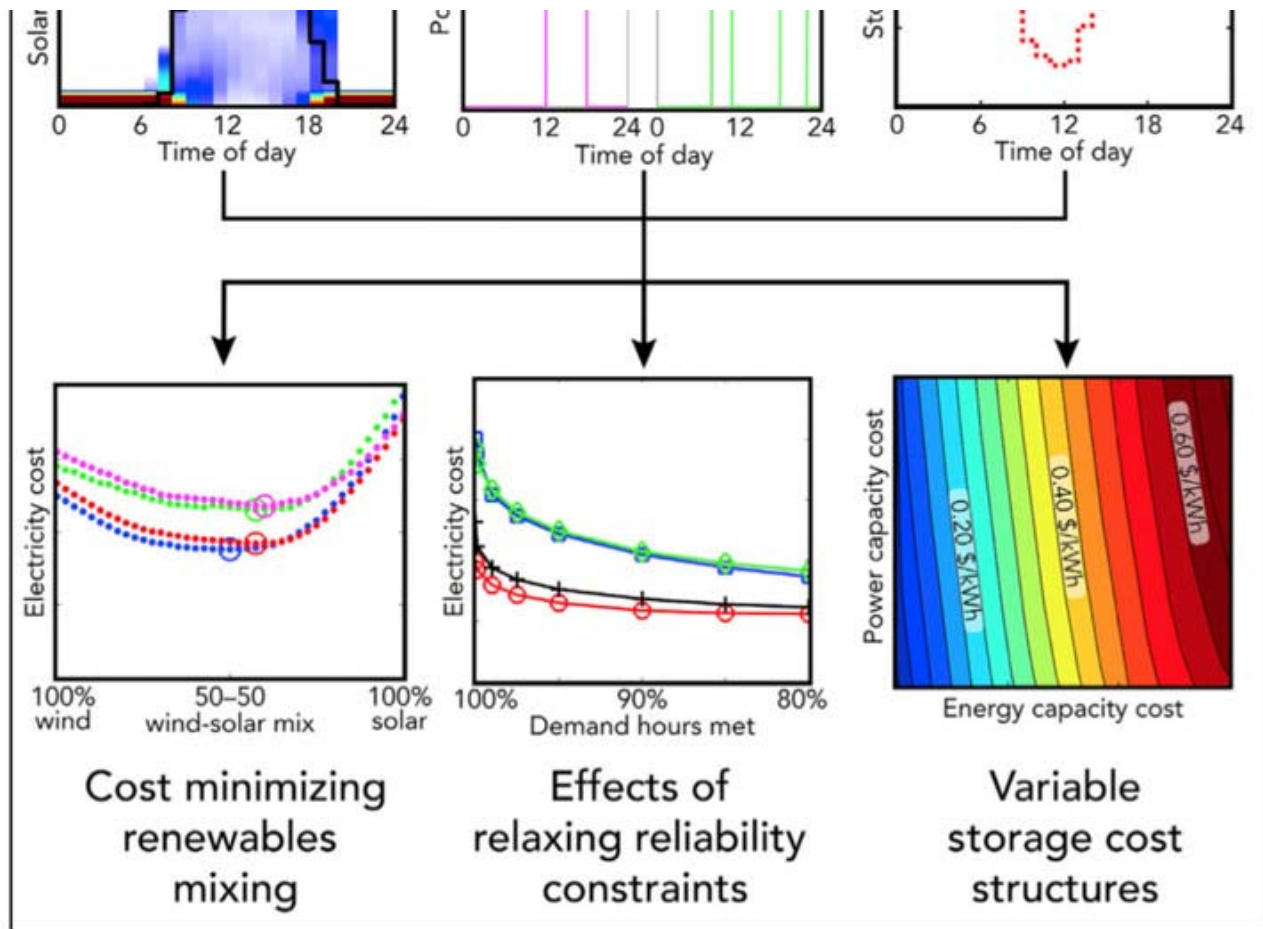 Solar
0 6 12 18 24
Time of day
0 12 24 0 12 24
Time of day
0 6 12 18 24
Time of day
Electricity cost
100% wind
50–50 wind-solar mix
100% solar
Electricity cost
100% 90% 80%
Demand hours met
Power capacity cost
0.20 $/kWh
0.40 $/kWh
0.60 $/kWh
Energy capacity cost
Cost minimizing
renewables
mixing
Effects of
relaxing reliability
constraints
Variable
storage cost
structures